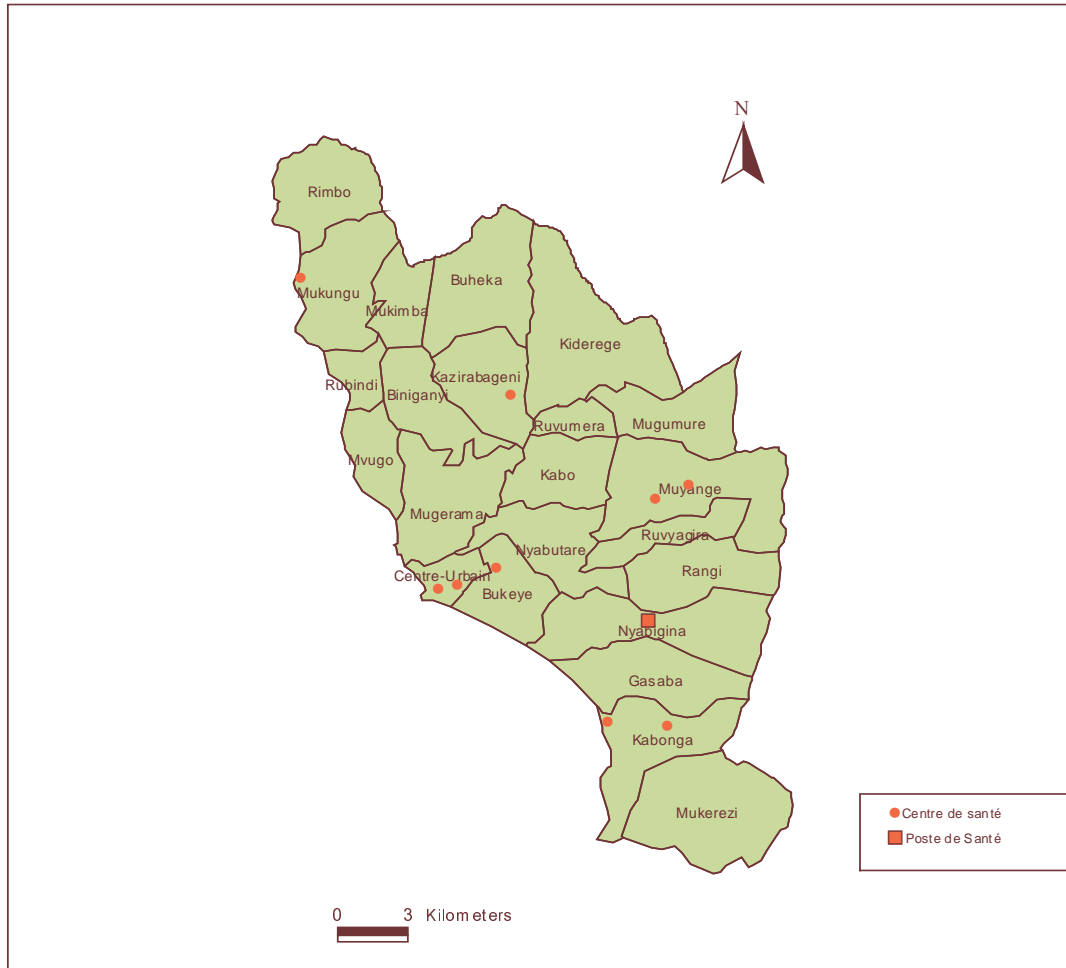 N
Rimbo
Buheka
Mukungu
Mukimba
Kiderege
Kazirabageni
Rubindi
Biniganyi
Ruvumera
Mugumure
Mvugo
Kabo
Muyange
Mugerama
Ruvyagira
Nyabutare
Rangi
Centre-Urbain
Bukeye
Nyabigina
Gasaba
Kabonga
Mukerezi
Centre de santé
Poste de Santé
0 3 Kilometers